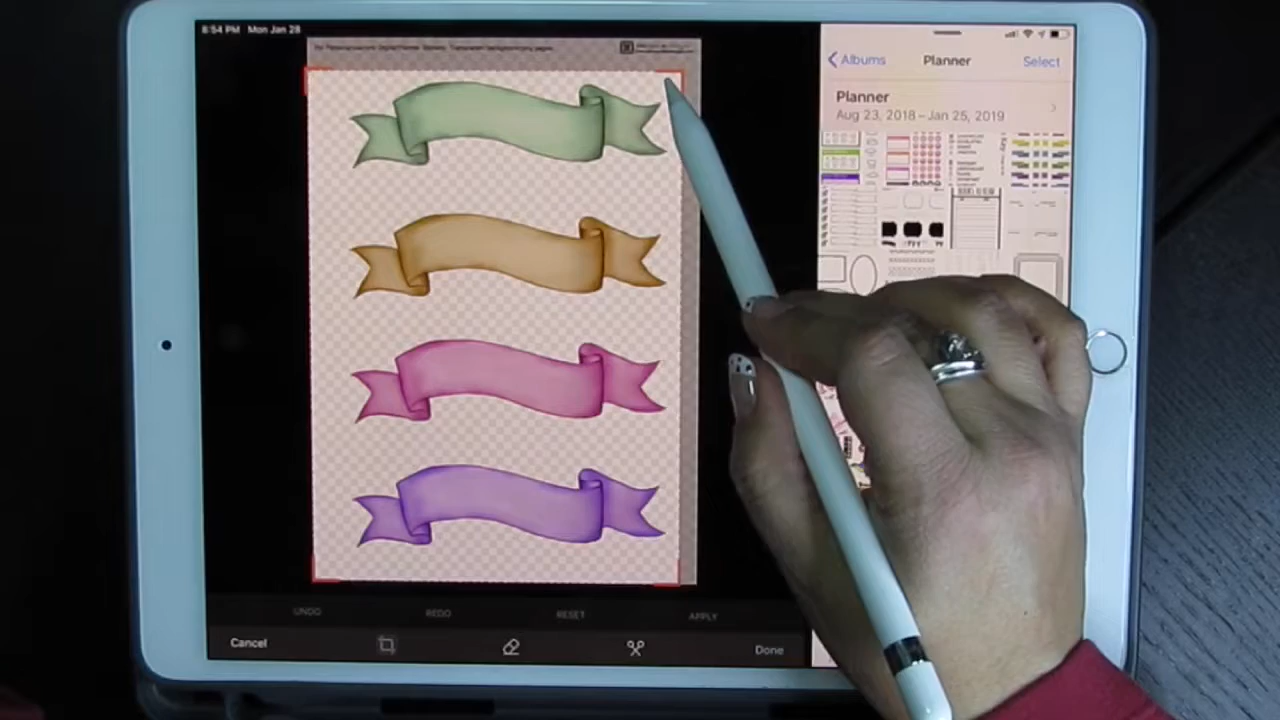 8:54 PM Mon Jan 28
Albums
Planner
Select
Planner
Aug 23, 2018 – Jan 25, 2019
UNDO
REDO
RESET
APPLY
Cancel
Done